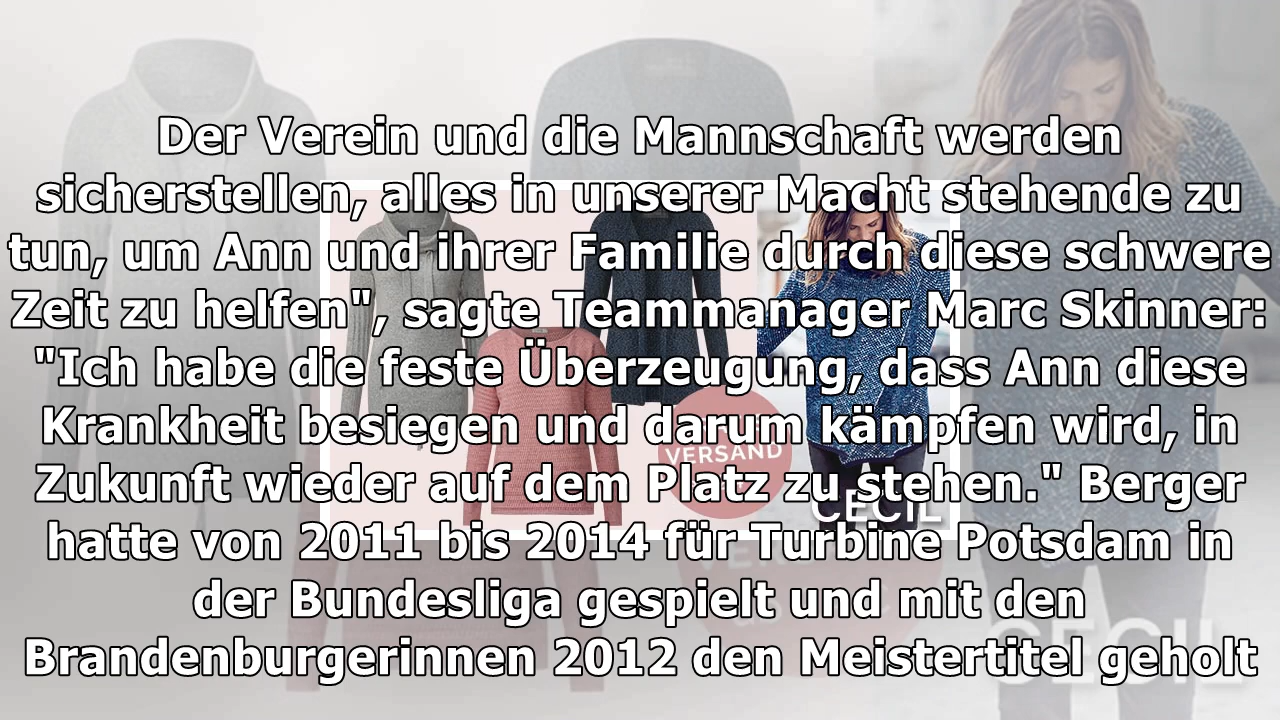 Der Verein und die Mannschaft werden
sicherstellen, alles in unserer Macht stehende zu
tun, um Ann und ihrer Familie durch diese schwere
Zeit zu helfen", sagte Teammanager Marc Skinner:
"Ich habe die feste Überzeugung, dass Ann diese
Krankheit besiegen und darum kämpfen wird, in
VERSAND
Zukunft wieder auf dem Platz zu stehen." Berger
CECIL
hatte von 2011 bis 2014 für Turbine Potsdam in
der Bundesliga gespielt und mit den
Brandenburgerinnen 2012 den Meistertitel geholt
CECIL